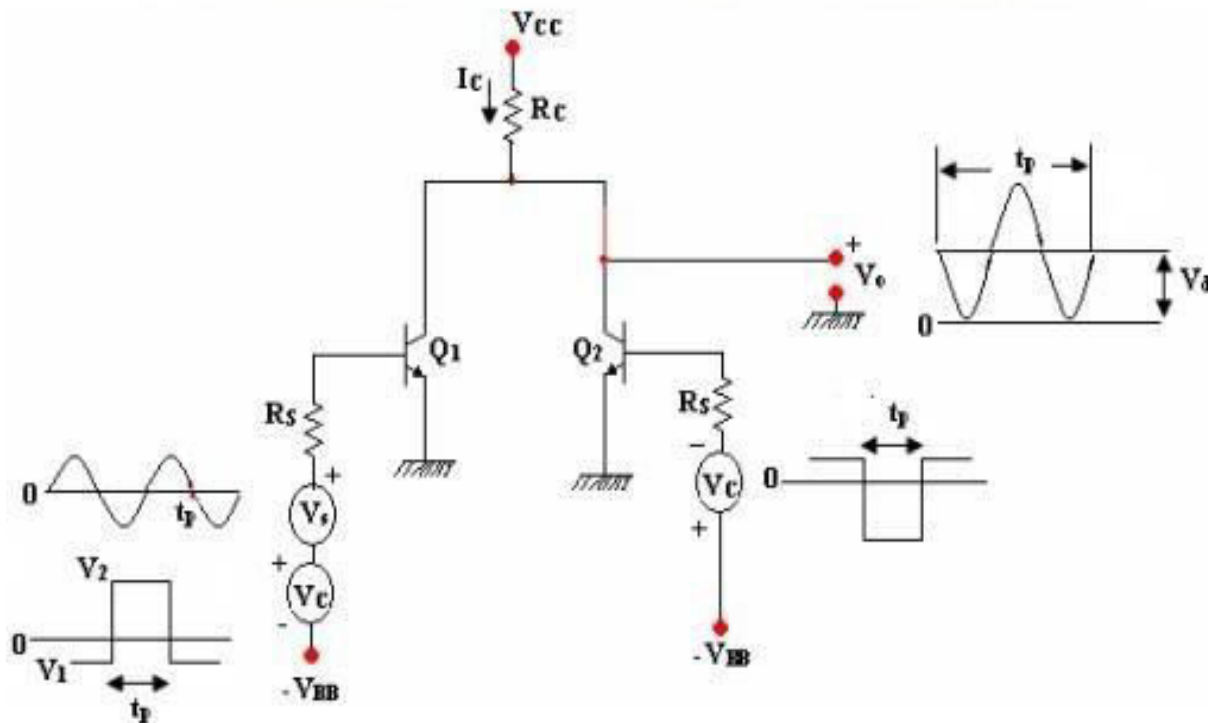 VCC
IC
RC
tp
+
Vo
Vδ
0
Q1
Q2
RS
RS
-
tp
+
VC
0
0
tp
Vs
+
+
V2
VC
0
-
V1
- VBB
- VBB
tp